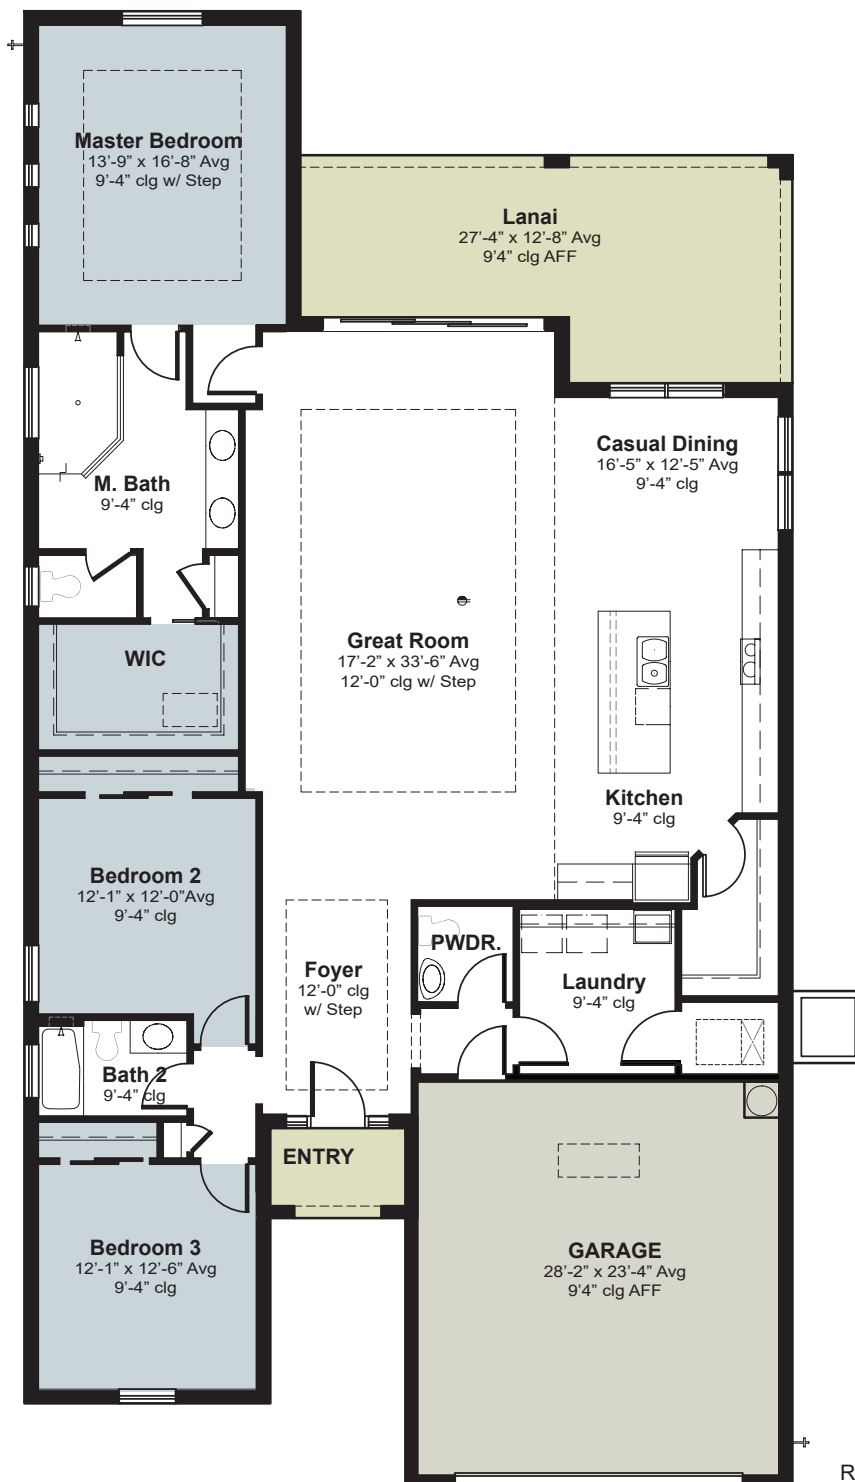 Master Bedroom
13’-9” x 16’-8” Avg
9’-4” clg w/ Step
Lanai
27’-4” x 12’-8” Avg
9’4” clg AFF
Casual Dining
16’-5” x 12’-5” Avg
9’-4” clg
M. Bath
9’-4” clg
WIC
Great Room
17’-2” x 33’-6” Avg
12’-0” clg w/ Step
Kitchen
9’-4” clg
Bedroom 2
12’-1” x 12’-0”Avg
9’-4” clg
PWDR.
Foyer
12’-0” clg
w/ Step
Laundry
9’-4” clg
Bath 2
9’-4” clg
ENTRY
Bedroom 3
12’-1” x 12’-6” Avg
9’-4” clg
GARAGE
28’-2” x 23’-4” Avg
9’4” clg AFF
R